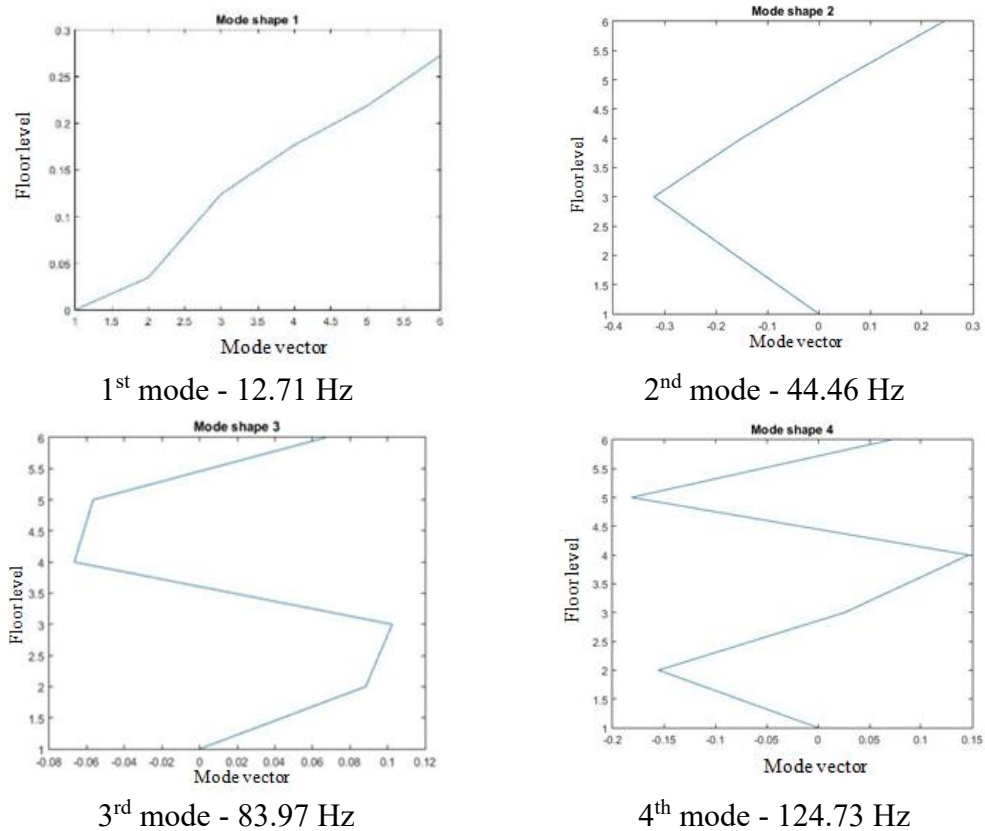 Mode shape 1
0.3
0.25
0.2
0.15
0.1
0.05
0
Floor level
1 1.5 2 2.5 3 3.5 4 4.5 5 5.5 6
Mode vector
1st mode - 12.71 Hz
Mode shape 2
6
5.5
5
4.5
4
3.5
3
2.5
2
1.5
1
Floor level
-0.4 -0.3 -0.2 -0.1 0 0.1 0.2 0.3
Mode vector
2nd mode - 44.46 Hz
Mode shape 3
6
5.5
5
4.5
4
3.5
3
2.5
2
1.5
1
Floor level
-0.08 -0.06 -0.04 -0.02 0 0.02 0.04 0.06 0.08 0.1 0.12
Mode vector
3rd mode - 83.97 Hz
Mode shape 4
6
5.5
5
4.5
4
3.5
3
2.5
2
1.5
1
Floor level
-0.2 -0.15 -0.1 -0.05 0 0.05 0.1 0.15
Mode vector
4th mode - 124.73 Hz